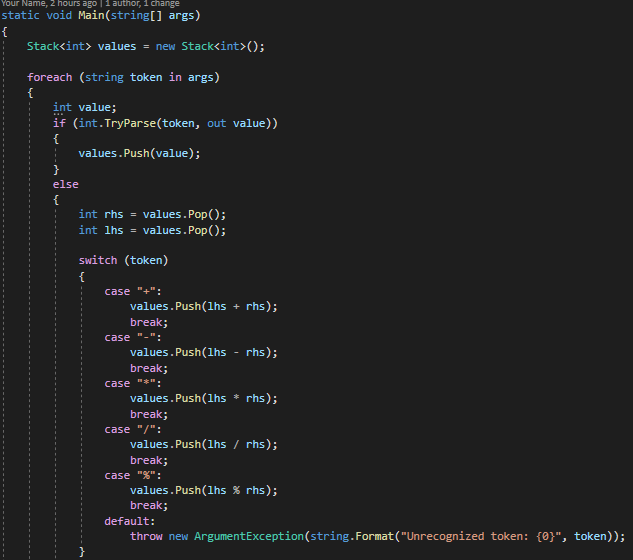 Your Name, 2 hours ago | 1 author, 1 change
static void Main(string[] args)
{
    Stack<int> values = new Stack<int>();

    foreach (string token in args)
    {
        int value;
        if (int.TryParse(token, out value))
        {
            values.Push(value);
        }
        else
        {
            int rhs = values.Pop();
            int lhs = values.Pop();

            switch (token)
            {
                case "+":
                    values.Push(lhs + rhs);
                    break;
                case "-":
                    values.Push(lhs - rhs);
                    break;
                case "*":
                    values.Push(lhs * rhs);
                    break;
                case "/":
                    values.Push(lhs / rhs);
                    break;
                case "%":
                    values.Push(lhs % rhs);
                    break;
                default:
                    throw new ArgumentException(string.Format("Unrecognized token: {0}", token));
            }